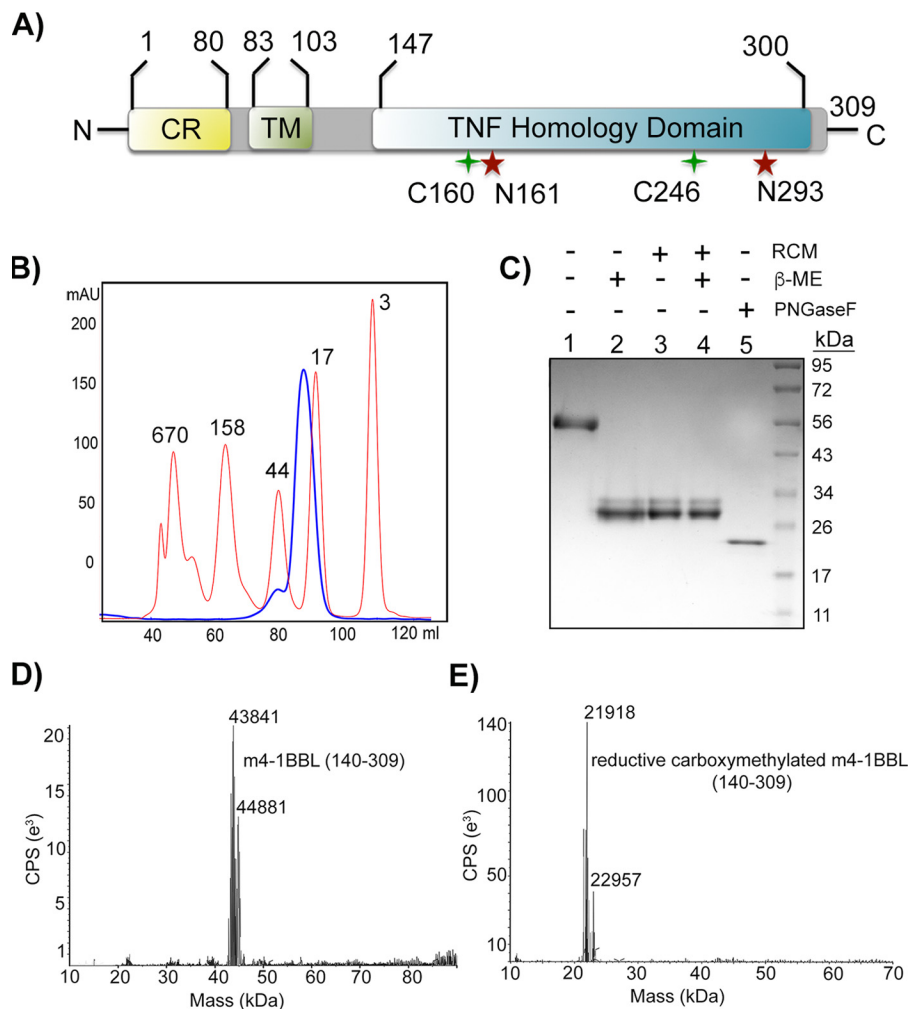 A)
1 80 83 103 147 300
N CR TM TNF Homology Domain 309 C
C160 N161 C246 N293
B)
mAU
200
150
100
50
0
670 158 44 17 3
40 60 80 100 120 ml
C)
- - + + - RCM
- + - + - β-ME
- - - - + PNGaseF
1 2 3 4 5 kDa
95
72
56
43
34
26
17
11
D)
CPS (e³)
20
15
10
5
1
43841
m4-1BBL (140-309)
44881
10 20 30 40 50 60 70 80
Mass (kDa)
E)
CPS (e³)
140
100
50
10
21918
reductive carboxymethylated m4-1BBL
(140-309)
22957
10 20 30 40 50 60 70
Mass (kDa)